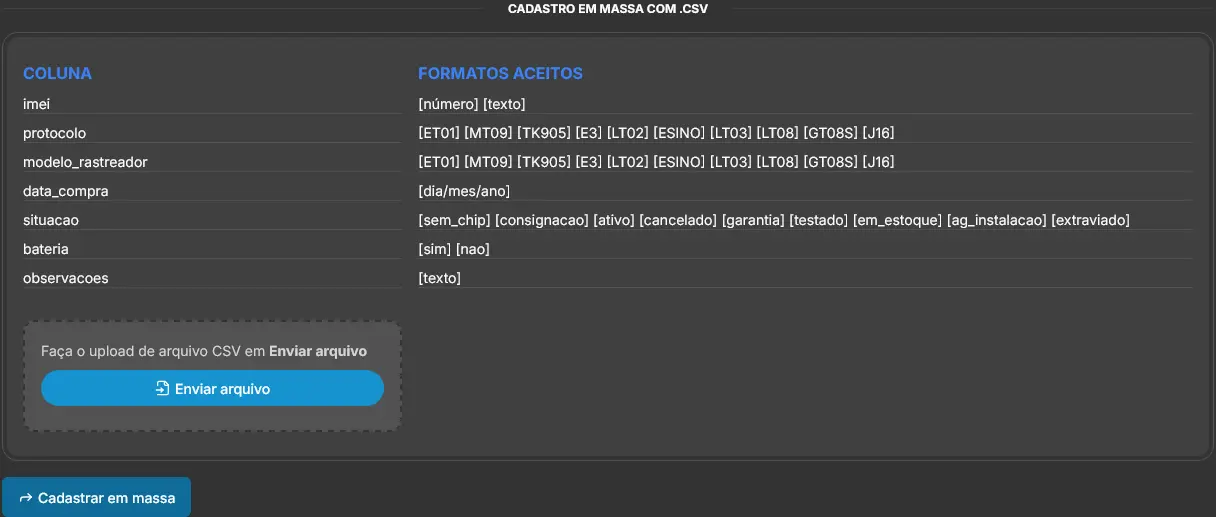 CADASTRO EM MASSA COM .CSV
COLUNA FORMATOS ACEITOS
imei [número] [texto]
protocolo [ET01] [MT09] [TK905] [E3] [LT02] [ESINO] [LT03] [LT08] [GT08S] [J16]
modelo_rastreador [ET01] [MT09] [TK905] [E3] [LT02] [ESINO] [LT03] [LT08] [GT08S] [J16]
data_compra [dia/mes/ano]
situacao [sem_chip] [consignacao] [ativo] [cancelado] [garantia] [testado] [em_estoque] [ag_instalacao] [extraviado]
bateria [sim] [nao]
observacoes [texto]
Faça o upload de arquivo CSV em Enviar arquivo
Enviar arquivo
Cadastrar em massa